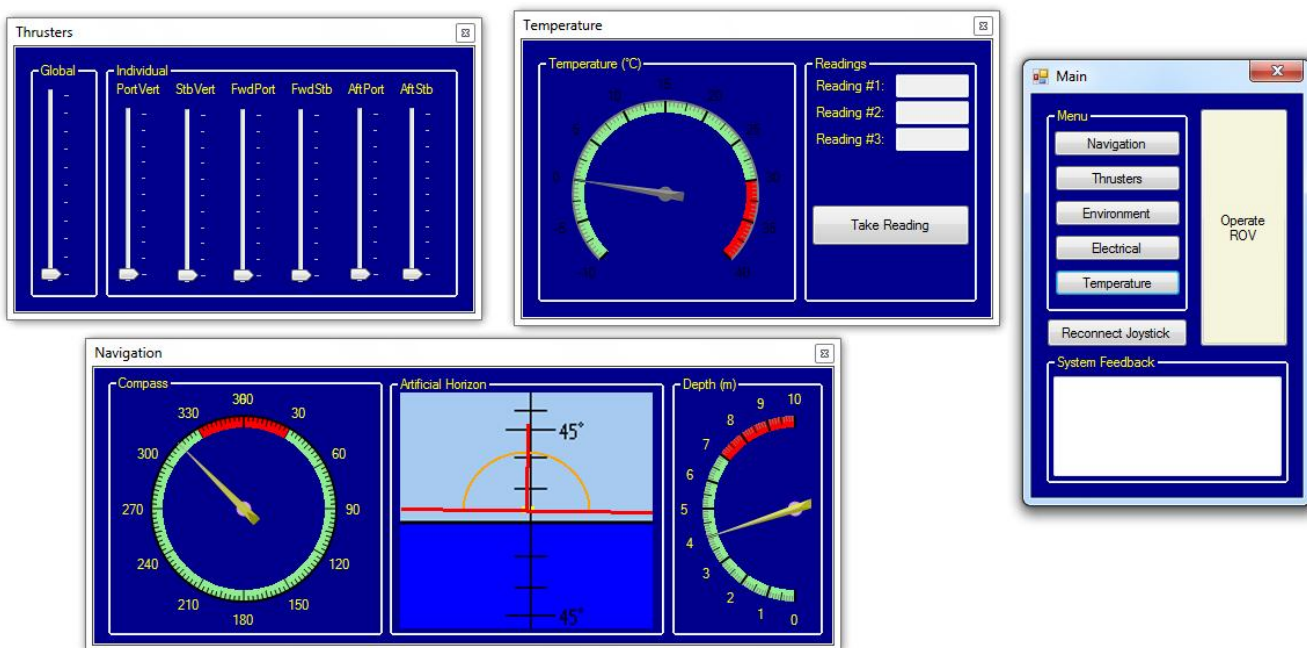 Thrusters
Global
Individual
PortVert StbVert FwdPort FwdStb AftPort AftStb
Temperature
Temperature (°C)
15
10 20
5 25
0 30
-5 35
-10 40
Readings
Reading #1:
Reading #2:
Reading #3:
Take Reading
Main
Menu
Navigation
Thrusters
Environment
Electrical
Temperature
Operate
ROV
Reconnect Joystick
System Feedback
Navigation
Compass
330 30
300 60
270 90
240 120
210 150
180
Artificial Horizon
45°
45°
Depth (m)
10
9
8
7
6
5
4
3
2
1
0